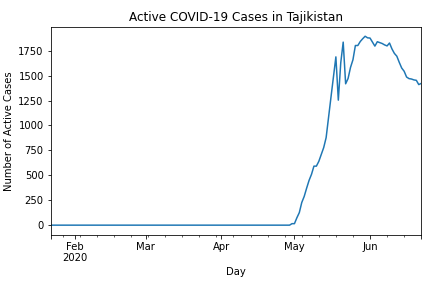 Active COVID-19 Cases in Tajikistan
Number of Active Cases
1750
1500
1250
1000
750
500
250
0
Feb
2020
Mar
Apr
May
Jun
Day